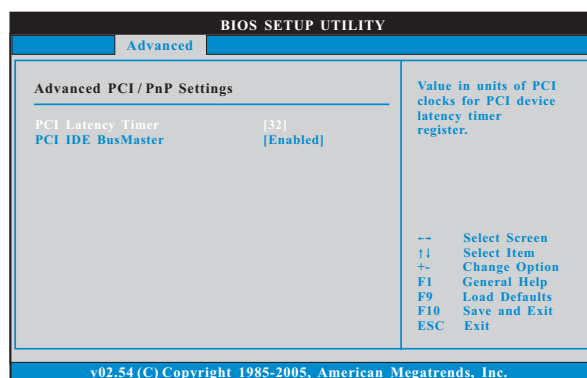 BIOS SETUP UTILITY
Advanced
Advanced PCI / PnP Settings
PCI Latency Timer [32]
PCI IDE BusMaster [Enabled]
Value in units of PCI
clocks for PCI device
latency timer
register.
←→ Select Screen
↑↓ Select Item
+- Change Option
F1 General Help
F9 Load Defaults
F10 Save and Exit
ESC Exit
v02.54 (C) Copyright 1985-2005, American Megatrends, Inc.